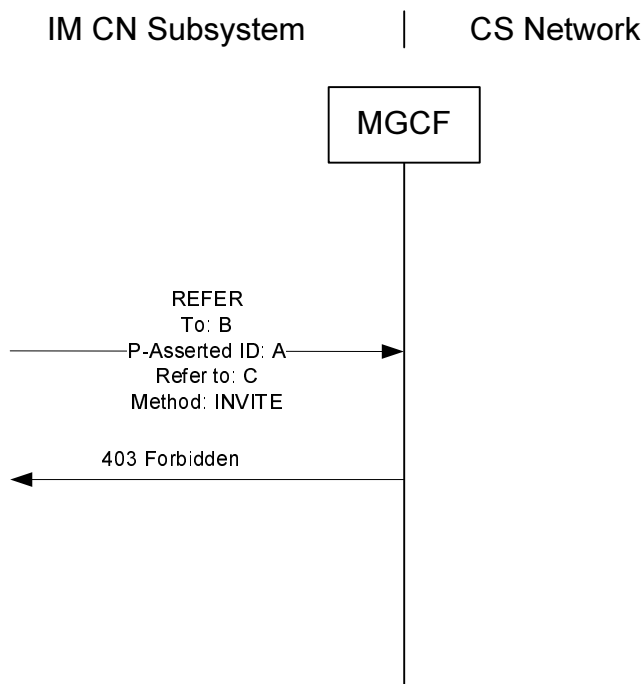 IM CN Subsystem | CS Network
MGCF
REFER
To: B
P-Asserted ID: A
Refer to: C
Method: INVITE
403 Forbidden